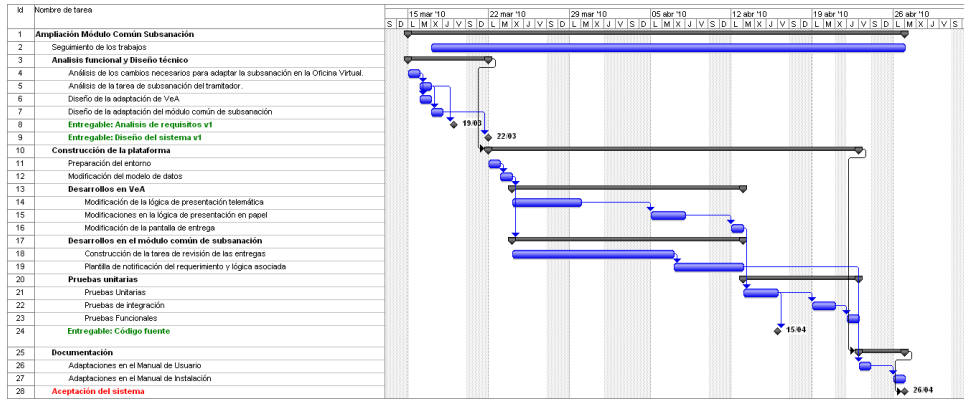 Id Nombre de tarea 15 mar '10 22 mar '10 29 mar '10 05 abr '10 12 abr '10 19 abr '10 26 abr '10
S D L M X J V S D L M X J V S D L M X J V S D L M X J V S D L M X J V S D L M X J V S D L M X J V S
1 Ampliación Módulo Común Subsanación
2 Seguimiento de los trabajos
3 Analisis funcional y Diseño técnico
4 Análisis de los cambios necesarios para adaptar la subsanación en la Oficina Virtual.
5 Análisis de la tarea de subsanación del tramitador.
6 Diseño de la adaptación de VeA
7 Diseño de la adaptación del módulo común de subsanación
8 Entregable: Analisis de requisitos v1 19/03
9 Entregable: Diseño del sistema v1 22/03
10 Construcción de la plataforma
11 Preparación del entorno
12 Modificación del modelo de datos
13 Desarrollos en VeA
14 Modificación de la lógica de presentación telemática
15 Modificaciones en la lógica de presentación en papel
16 Modificación de la pantalla de entrega
17 Desarrollos en el módulo común de subsanación
18 Construcción de la tarea de revisión de las entregas
19 Plantilla de notificación del requerimiento y lógica asociada
20 Pruebas unitarias
21 Pruebas Unitarias
22 Pruebas de integración
23 Pruebas Funcionales
24 Entregable: Código fuente 15/04
25 Documentación
26 Adaptaciones en el Manual de Usuario
27 Adaptaciones en el Manual de Instalación
28 Aceptación del sistema 26/04